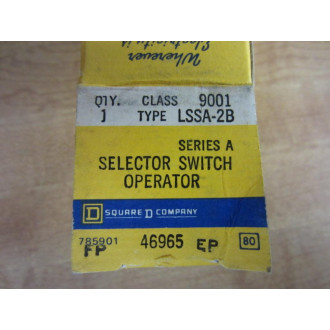 Wherever
Electricity is
QTY. CLASS 9001
1 TYPE LSSA-2B
SERIES A
SELECTOR SWITCH
OPERATOR
D SQUARE D COMPANY
785901 46965 EP 80
FP